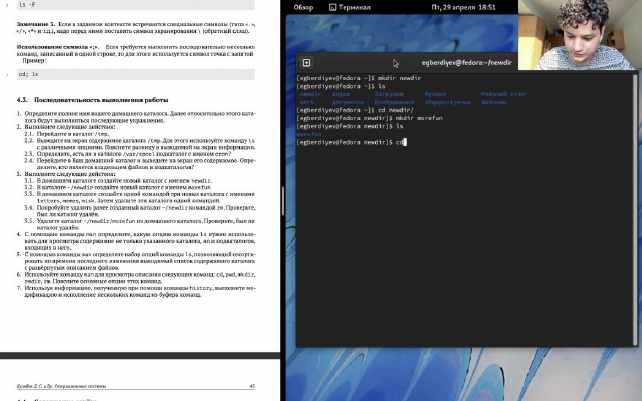 ls -F
Замечание 3. Если в заданном контексте встречаются специальные символы (типа «.»,
«/», «*» и т.д.), надо перед ними поставить символ экранирования \ (обратный слэш).
Использование символа «;». Если требуется выполнить последовательно несколько
команд, записанный в одной строке, то для этого используется символ точка с запятой
Пример:
cd; ls
4.3. Последовательность выполнения работы
1. Определите полное имя вашего домашнего каталога. Далее относительно этого ката-
лога будут выполняться последующие упражнения.
2. Выполните следующие действия:
2.1. Перейдите в каталог /tmp.
2.2. Выведите на экран содержимое каталога /tmp. Для этого используйте команду ls
с различными опциями. Поясните разницу в выводимой на экран информации.
2.3. Определите, есть ли в каталоге /var/spool подкаталог с именем cron?
2.4. Перейдите в Ваш домашний каталог и выведите на экран его содержимое. Опре-
делите, кто является владельцем файлов и подкаталогов?
3. Выполните следующие действия:
3.1. В домашнем каталоге создайте новый каталог с именем newdir.
3.2. В каталоге ~/newdir создайте новый каталог с именем morefun.
3.3. В домашнем каталоге создайте одной командой три новых каталога с именами
letters, memos, misk. Затем удалите эти каталоги одной командой.
3.4. Попробуйте удалить ранее созданный каталог ~/newdir командой rm. Проверьте,
был ли каталог удалён.
3.5. Удалите каталог ~/newdir/morefun из домашнего каталога. Проверьте, был ли
каталог удалён.
4. С помощью команды man определите, какую опцию команды ls нужно использо-
вать для просмотра содержимое не только указанного каталога, но и подкаталогов,
входящих в него.
5. С помощью команды man определите набор опций команды ls, позволяющий отсорти-
ровать по времени последнего изменения выводимый список содержимого каталога
с развёрнутым описанием файлов.
6. Используйте команду man для просмотра описания следующих команд: cd, pwd, mkdir,
rmdir, rm. Поясните основные опции этих команд.
7. Используя информацию, полученную при помощи команды history, выполните мо-
дификацию и исполнение нескольких команд из буфера команд.
45
Обзор
Терминал
Пт, 29 апреля 18:51
egberdiyev@fedora:~/newdir
[egberdiyev@fedora ~]$ mkdir newdir
[egberdiyev@fedora ~]$ ls
newdir Видео Загрузки Музыка
Документы Изображения Общедоступные Шаблоны
[egberdiyev@fedora ~]$ cd newdir/
[egberdiyev@fedora newdir]$ mkdir morefun
[egberdiyev@fedora newdir]$ ls
morefun
[egberdiyev@fedora newdir]$ cd